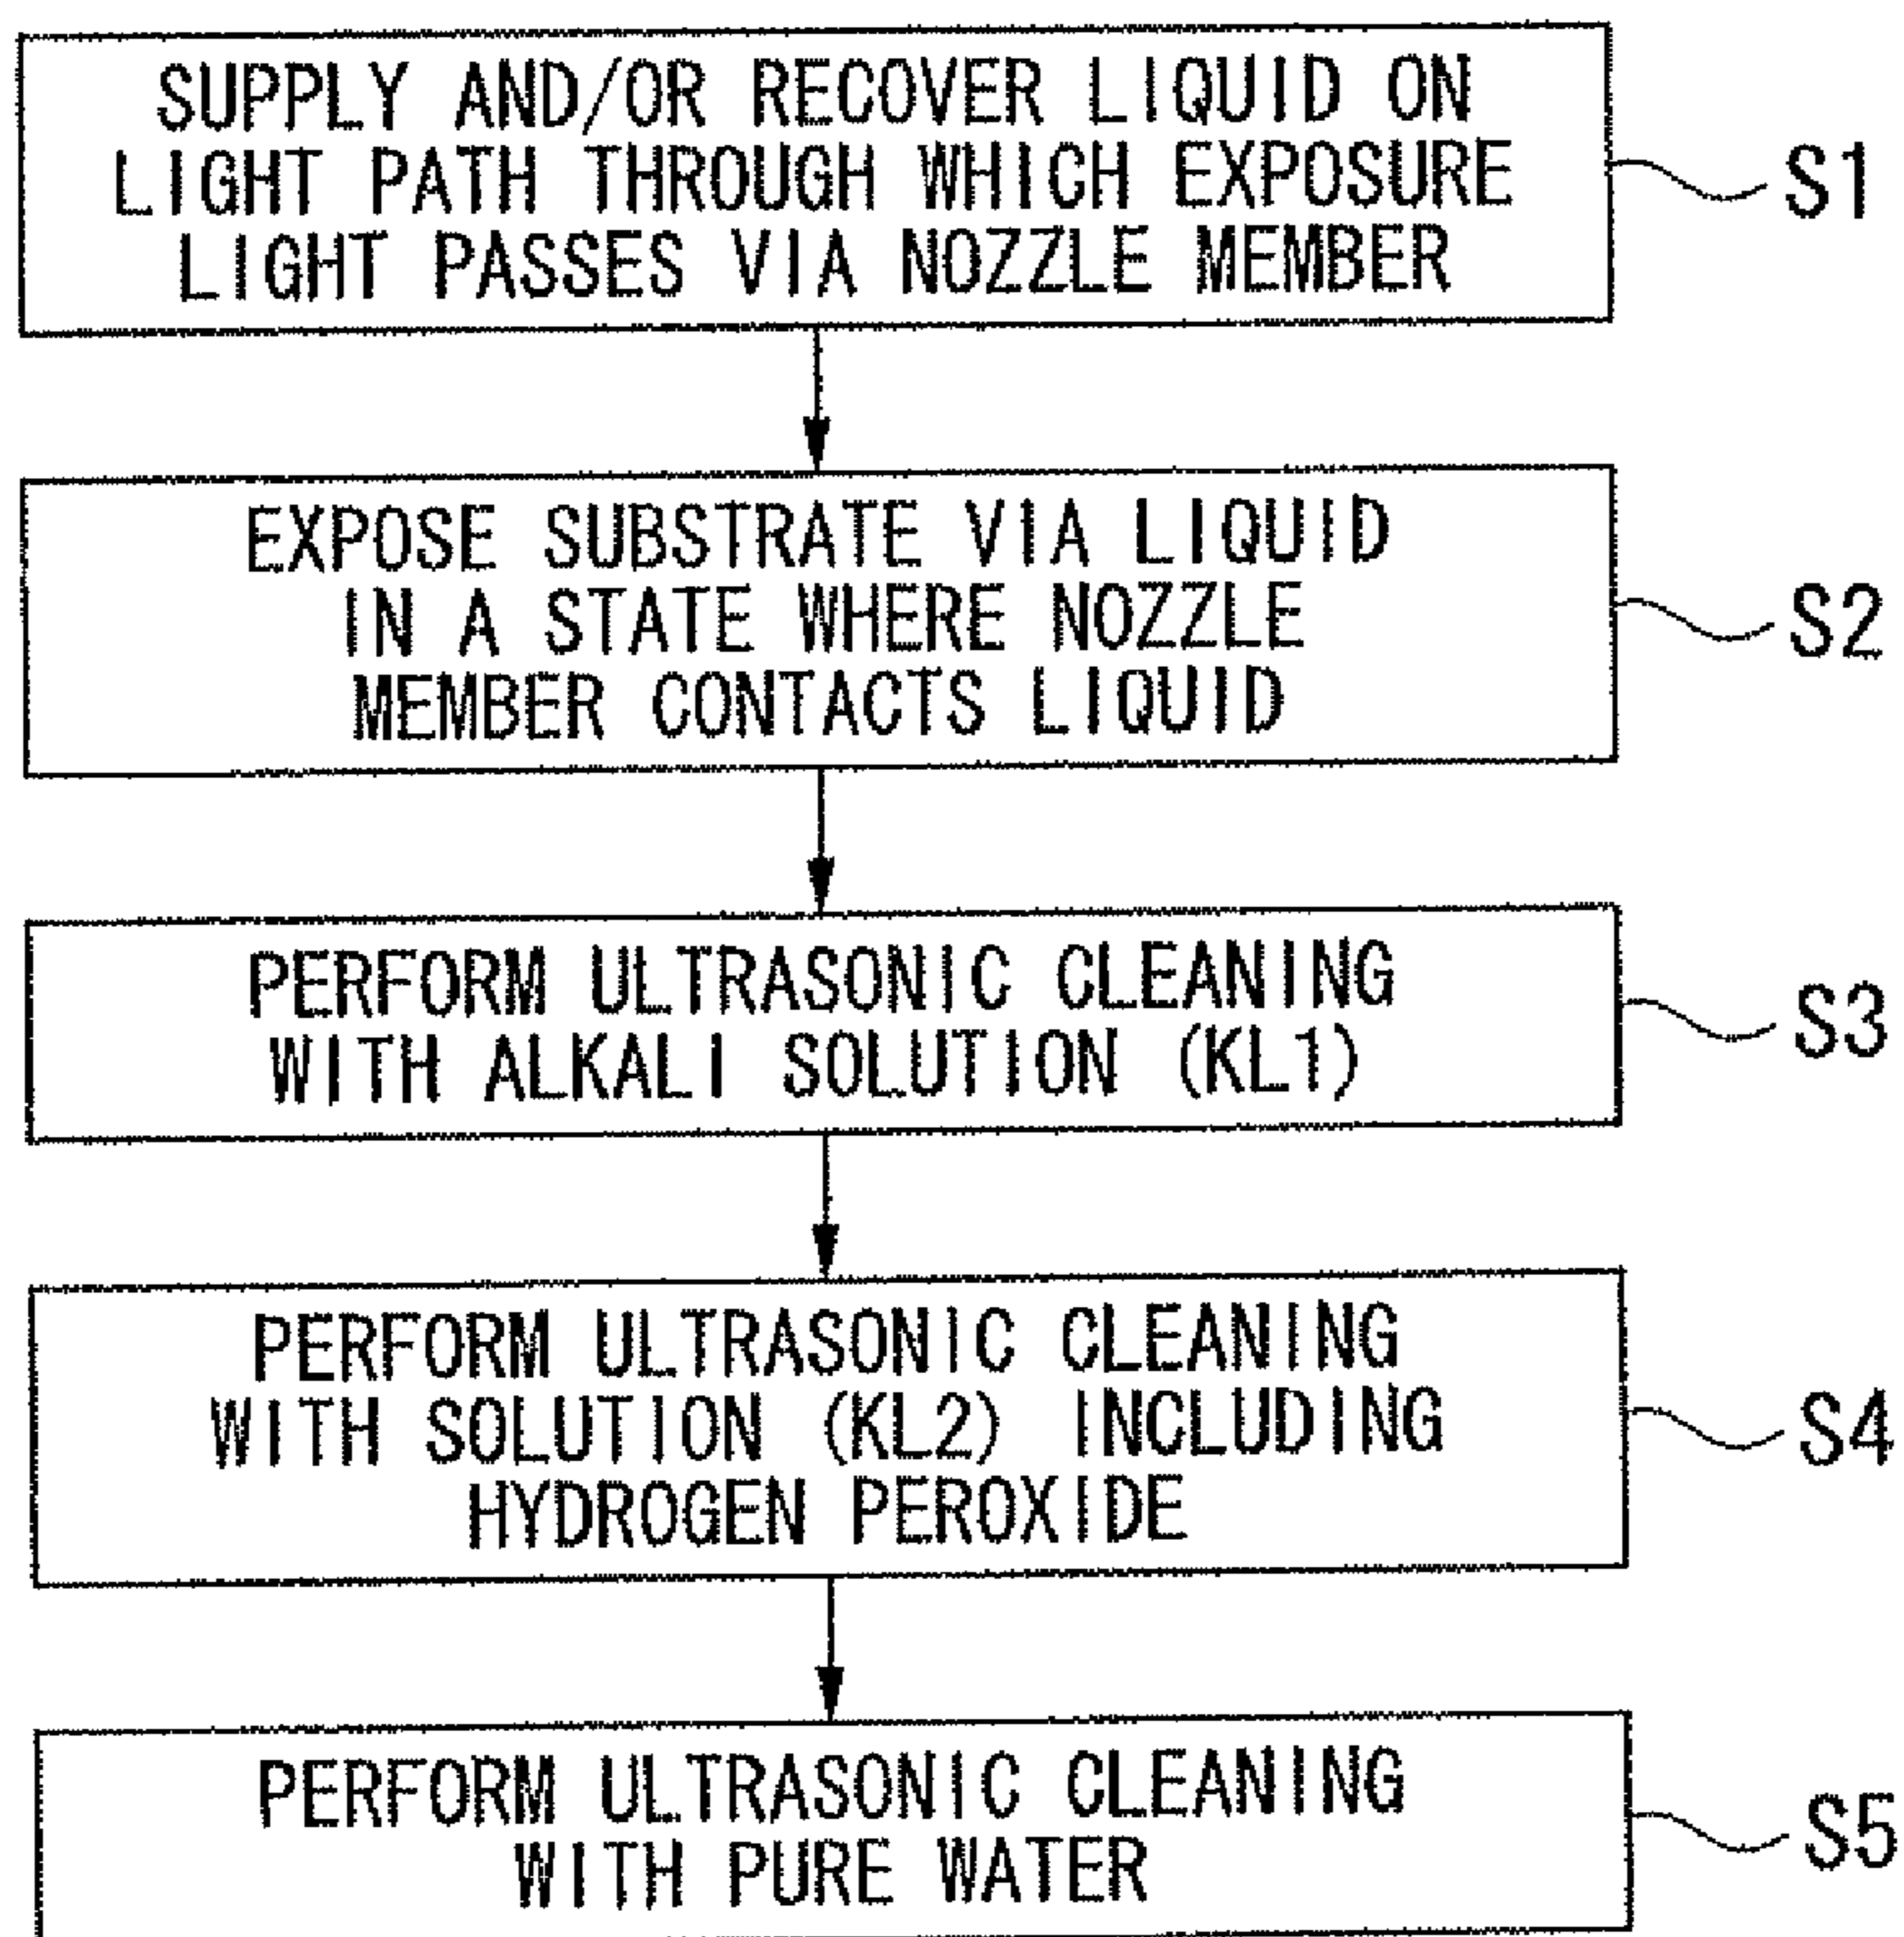 SUPPLY AND/OR RECOVER LIQUID ON
LIGHT PATH THROUGH WHICH EXPOSURE
LIGHT PASSES VIA NOZZLE MEMBER
S1
EXPOSE SUBSTRATE VIA LIQUID
IN A STATE WHERE NOZZLE
MEMBER CONTACTS LIQUID
S2
PERFORM ULTRASONIC CLEANING
WITH ALKALI SOLUTION (KL1)
S3
PERFORM ULTRASONIC CLEANING
WITH SOLUTION (KL2) INCLUDING
HYDROGEN PEROXIDE
S4
PERFORM ULTRASONIC CLEANING
WITH PURE WATER
S5